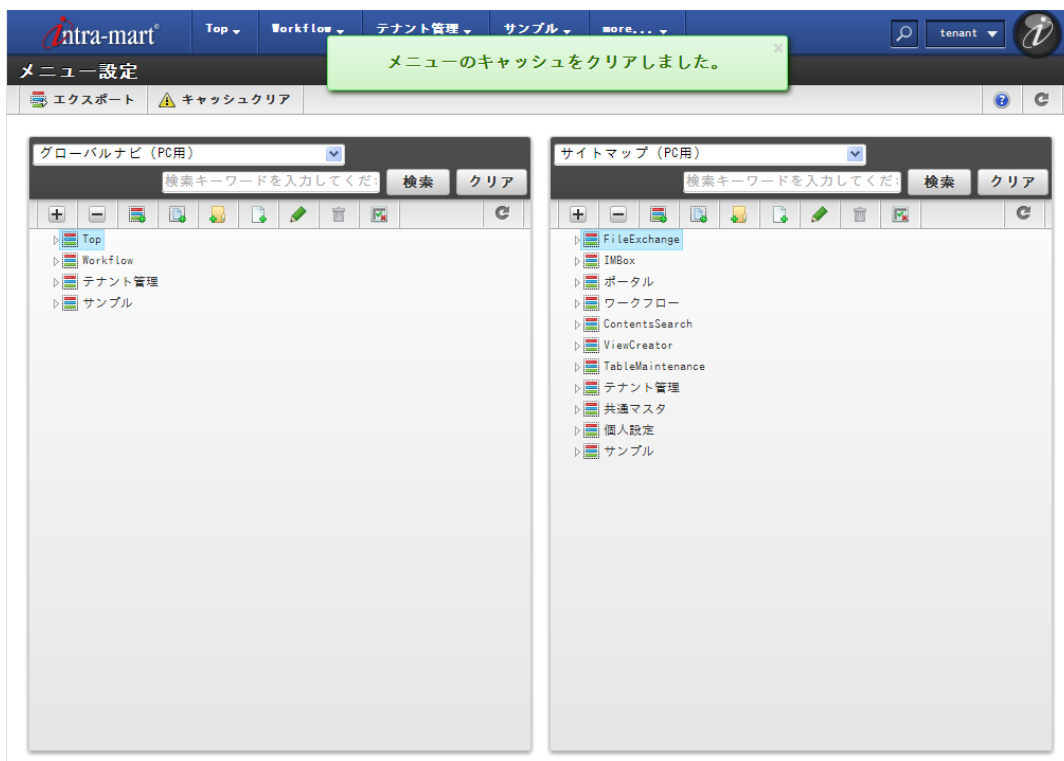 intra-mart® Top Workflow テナント管理 サンプル more... tenant
メニューのキャッシュをクリアしました。 ×
メニュー設定
エクスポート キャッシュクリア
グローバルナビ (PC用)
検索キーワードを入力してくだ 検索 クリア
Top
Workflow
テナント管理
サンプル
サイトマップ (PC用)
検索キーワードを入力してくだ 検索 クリア
FileExchange
IMBox
ポータル
ワークフロー
ContentsSearch
ViewCreator
TableMaintenance
テナント管理
共通マスタ
個人設定
サンプル